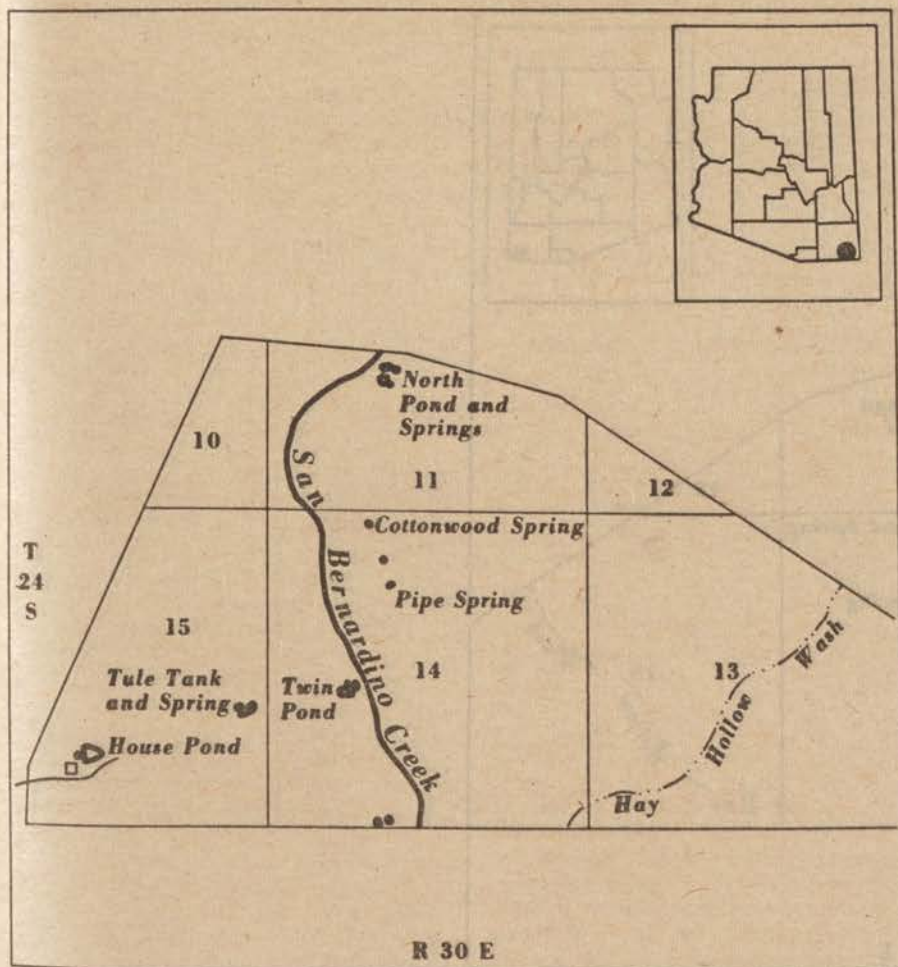 North
Pond and
Springs
10
11
12
San Bernardino Creek
Cottonwood Spring
T
24
S
Pipe Spring
15
14
13
Tule Tank
and Spring
Twin
Pond
House Pond
Hay Hollow Wash
R 30 E